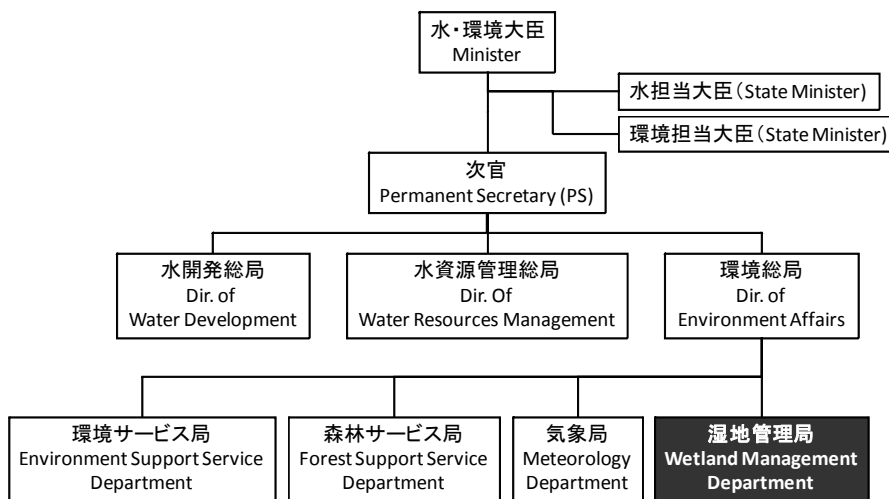 水・環境大臣
Minister
水担当大臣（State Minister）
環境担当大臣（State Minister）
次官
Permanent Secretary (PS)
水開発総局
Dir. of
Water Development
水資源管理総局
Dir. Of
Water Resources Management
環境総局
Dir. of
Environment Affairs
環境サービス局
Environment Support Service
Department
森林サービス局
Forest Support Service
Department
気象局
Meteorology
Department
湿地管理局
Wetland Management
Department